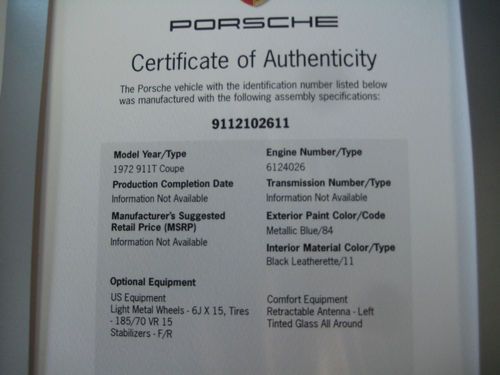 PORSCHE
Certificate of Authenticity
The Porsche vehicle with the identification number listed below
was manufactured with the following assembly specifications:
9112102611
Model Year/Type
1972 911T Coupe
Production Completion Date
Information Not Available
Manufacturer's Suggested
Retail Price (MSRP)
Information Not Available
Engine Number/Type
6124026
Transmission Number/Type
Information Not Available
Exterior Paint Color/Code
Metallic Blue/84
Interior Material Color/Type
Black Leatherette/11
Optional Equipment
US Equipment
Light Metal Wheels - 6J X 15, Tires
- 185/70 VR 15
Stabilizers - F/R
Comfort Equipment
Retractable Antenna - Left
Tinted Glass All Around